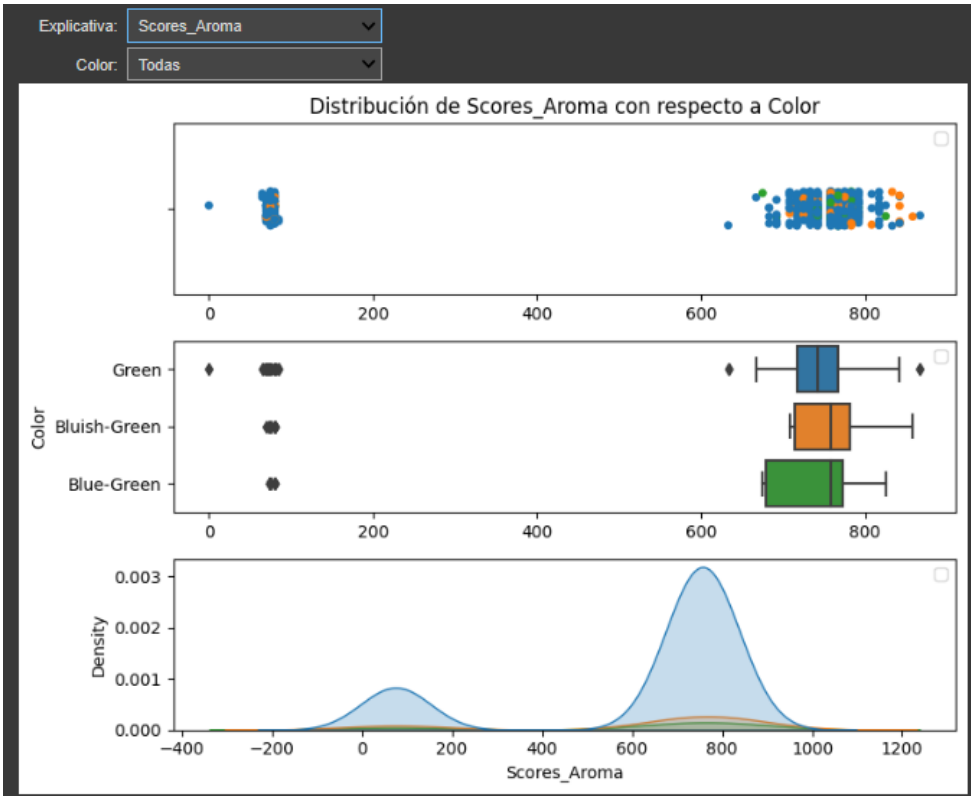 Explicativa: Scores_Aroma
Color: Todas
Distribución de Scores_Aroma con respecto a Color
0 200 400 600 800
Color
Green
Bluish-Green
Blue-Green
0 200 400 600 800
Density
0.003
0.002
0.001
0.000
−400 −200 0 200 400 600 800 1000 1200
Scores_Aroma